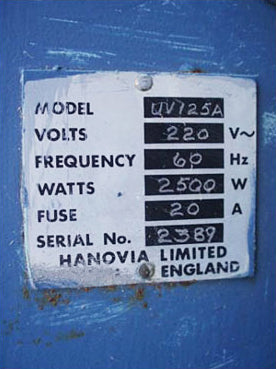 MODEL UV125A
VOLTS 220 V~
FREQUENCY 60 Hz
WATTS 2500 W
FUSE 20 A
SERIAL No. 2389
HANOVIA LIMITED
ENGLAND